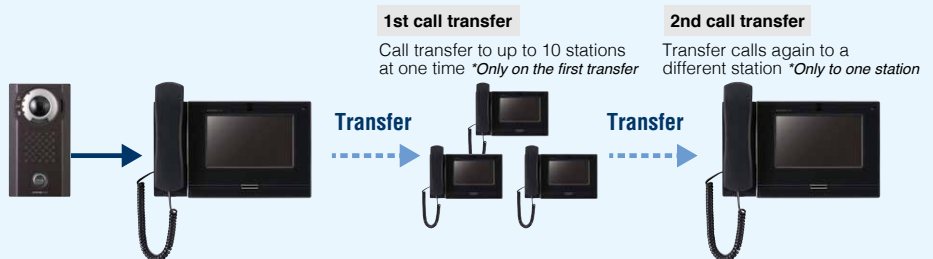 1st call transfer
Call transfer to up to 10 stations
at one time *Only on the first transfer
2nd call transfer
Transfer calls again to a
different station *Only to one station
Transfer
Transfer